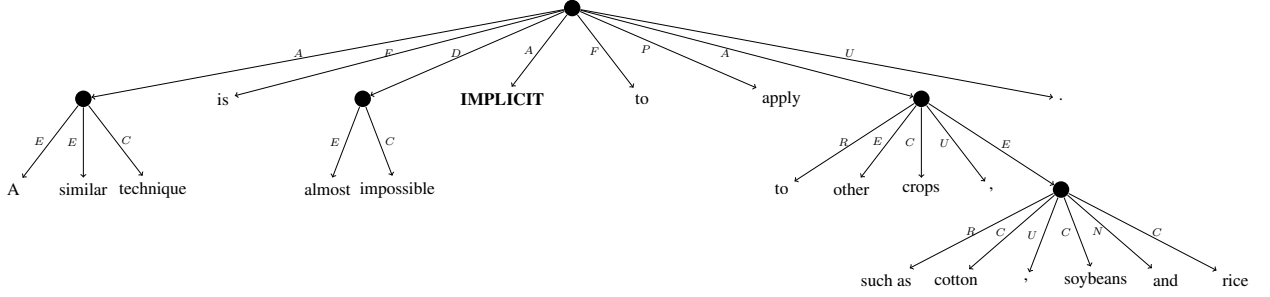 A F D A F P A U
is IMPLICIT to apply .
E E C E C R E C U E
A similar technique almost impossible to other crops ,
R C U C N C
such as cotton , soybeans and rice